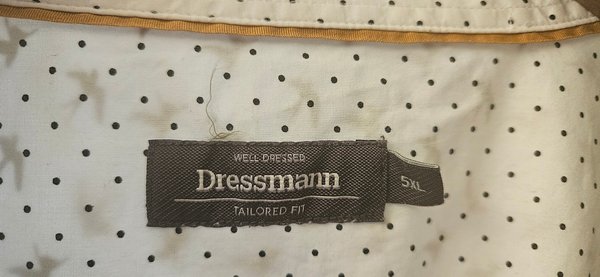 WELL DRESSED
Dressmann
TAILORED FIT
5XL